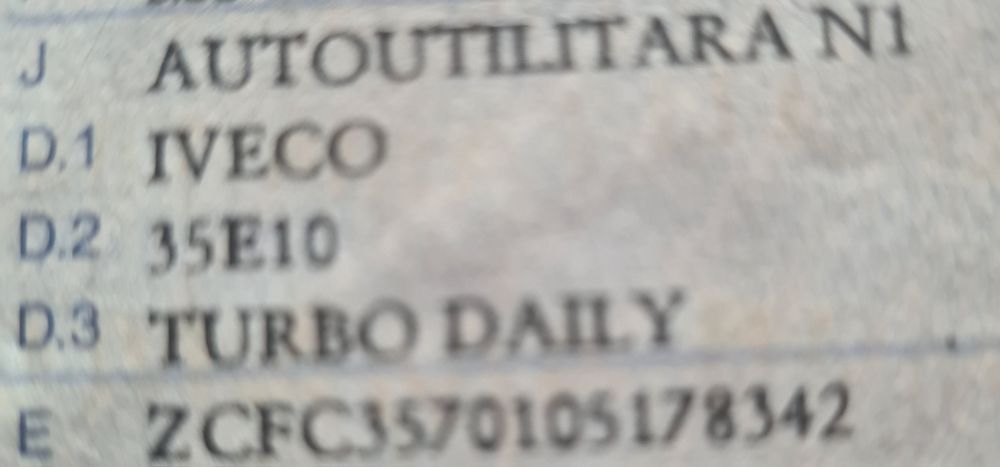 J AUTOUTILITARA N1
D.1 IVECO
D.2 35E10
D.3 TURBO DAILY
E ZCFC3570105178342